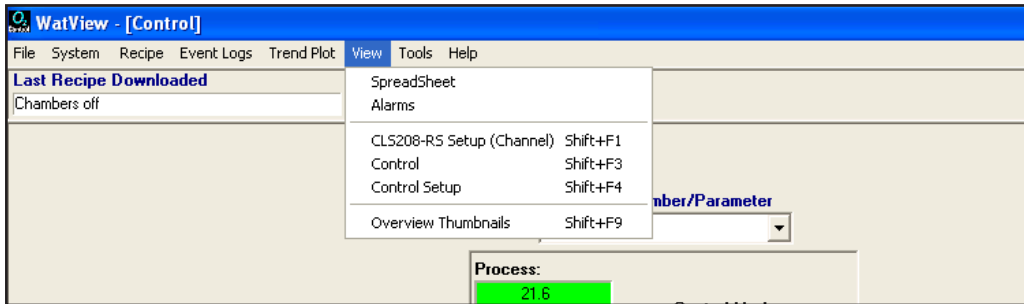 WatView - [Control]
File System Recipe Event Logs Trend Plot View Tools Help
Last Recipe Downloaded
Chambers off
SpreadSheet
Alarms
CLS208-RS Setup (Channel) Shift+F1
Control Shift+F3
Control Setup Shift+F4
Overview Thumbnails Shift+F9
mber/Parameter
Process:
21.6